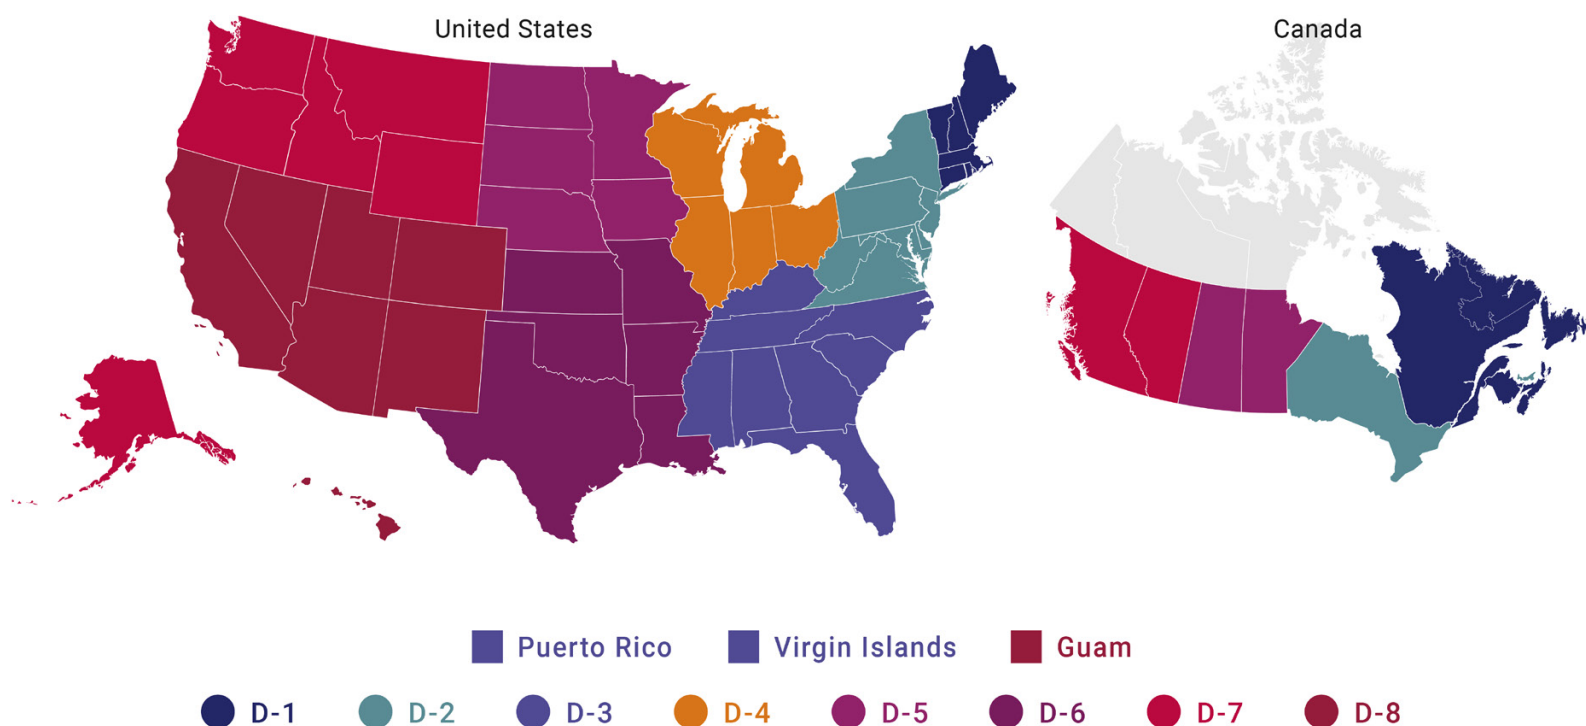 United States
Canada
Puerto Rico
Virgin Islands
Guam
D-1
D-2
D-3
D-4
D-5
D-6
D-7
D-8